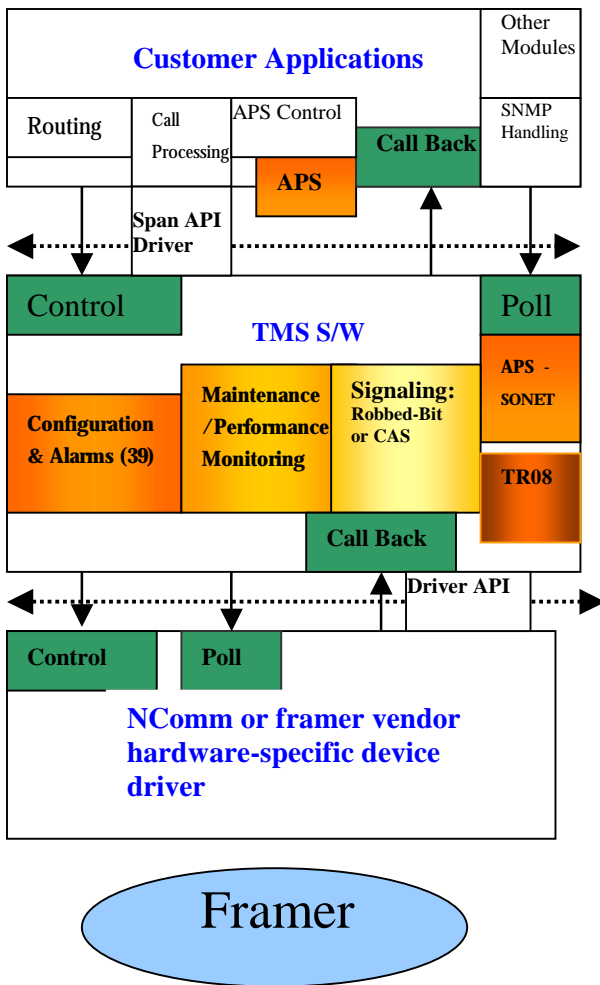 Customer Applications
Other
Modules
Routing
Call
Processing
APS Control
Call Back
SNMP
Handling
APS
Span API
Driver
Control
TMS S/W
Poll
Configuration
& Alarms (39)
Maintenance
/Performance
Monitoring
Signaling:
Robbed-Bit
or CAS
APS -
SONET
TR08
Call Back
Driver API
Control
Poll
NComm or framer vendor
hardware-specific device
driver
Framer